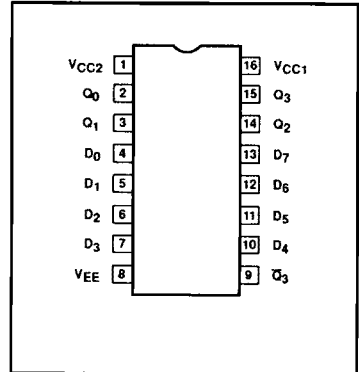 VCC2 1 16 VCC1
Q0 2 15 Q3
Q1 3 14 Q2
D0 4 13 D7
D1 5 12 D6
D2 6 11 D5
D3 7 10 D4
VEE 8 9 Q̅3